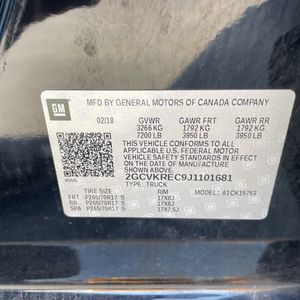 GM
MFD BY GENERAL MOTORS OF CANADA COMPANY
02/18 GVWR GAWR FRT GAWR RR
3266 KG 1792 KG 1792 KG
7200 LB 3950 LB 3950 LB
THIS VEHICLE CONFORMS TO ALL
APPLICABLE U.S. FEDERAL MOTOR
VEHICLE SAFETY STANDARDS IN
EFFECT ON THE DATE OF MANUFACTURE
SHOWN ABOVE.
2GCVKREC9J1101681
TYPE: TRUCK MODEL:
TIRE SIZE RIM
FRT P265/70R17 S 17X8J
RR P265/70R17 S 17X8J
SPA P265/70R17 S